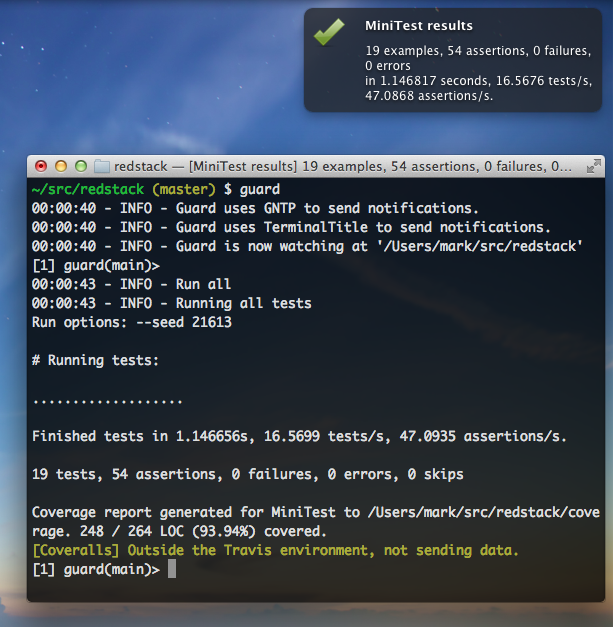 MiniTest results
19 examples, 54 assertions, 0 failures,
0 errors
in 1.146817 seconds, 16.5676 tests/s,
47.0868 assertions/s.
redstack — [MiniTest results] 19 examples, 54 assertions, 0 failures, 0...
~/src/redstack (master) $ guard
00:00:40 - INFO - Guard uses GNTP to send notifications.
00:00:40 - INFO - Guard uses TerminalTitle to send notifications.
00:00:40 - INFO - Guard is now watching at '/Users/mark/src/redstack'
[1] guard(main)>
00:00:43 - INFO - Run all
00:00:43 - INFO - Running all tests
Run options: --seed 21613
# Running tests:
...................
Finished tests in 1.146656s, 16.5699 tests/s, 47.0935 assertions/s.
19 tests, 54 assertions, 0 failures, 0 errors, 0 skips
Coverage report generated for MiniTest to /Users/mark/src/redstack/cove
rage. 248 / 264 LOC (93.94%) covered.
[Coveralls] Outside the Travis environment, not sending data.
[1] guard(main)>